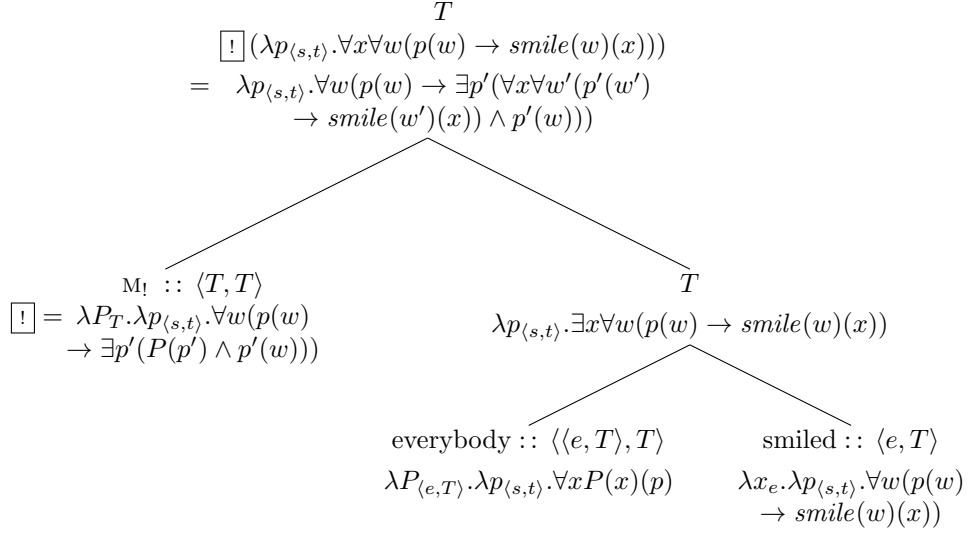 T
[!](λp⟨s,t⟩.∀x∀w(p(w) → smile(w)(x)))
= λp⟨s,t⟩.∀w(p(w) → ∃p′(∀x∀w′(p′(w′)
→ smile(w′)(x)) ∧ p′(w)))
M! :: ⟨T, T⟩
[!] = λP_T.λp⟨s,t⟩.∀w(p(w)
→ ∃p′(P(p′) ∧ p′(w)))
T
λp⟨s,t⟩.∃x∀w(p(w) → smile(w)(x))
everybody :: ⟨⟨e, T⟩, T⟩
λP⟨e,T⟩.λp⟨s,t⟩.∀xP(x)(p)
smiled :: ⟨e, T⟩
λx_e.λp⟨s,t⟩.∀w(p(w)
→ smile(w)(x))